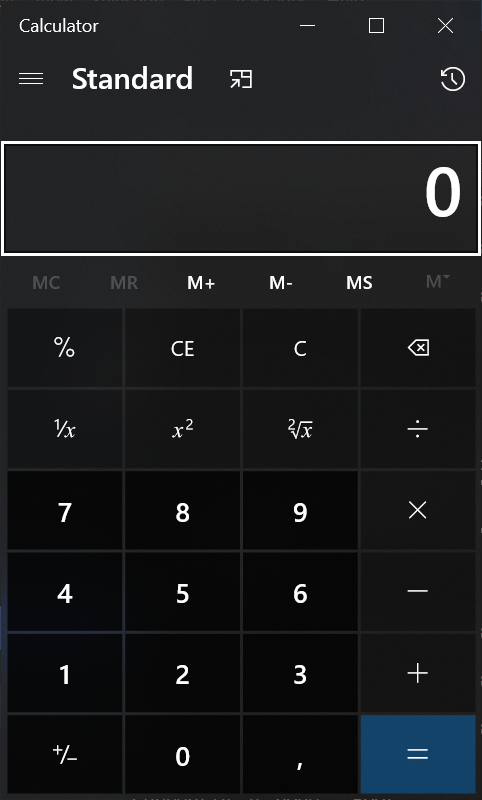 Calculator
Standard
0
MC MR M+ M- MS M˅
% CE C
¹/x x² ²√x ÷
7 8 9 ×
4 5 6 −
1 2 3 +
+/− 0 , =